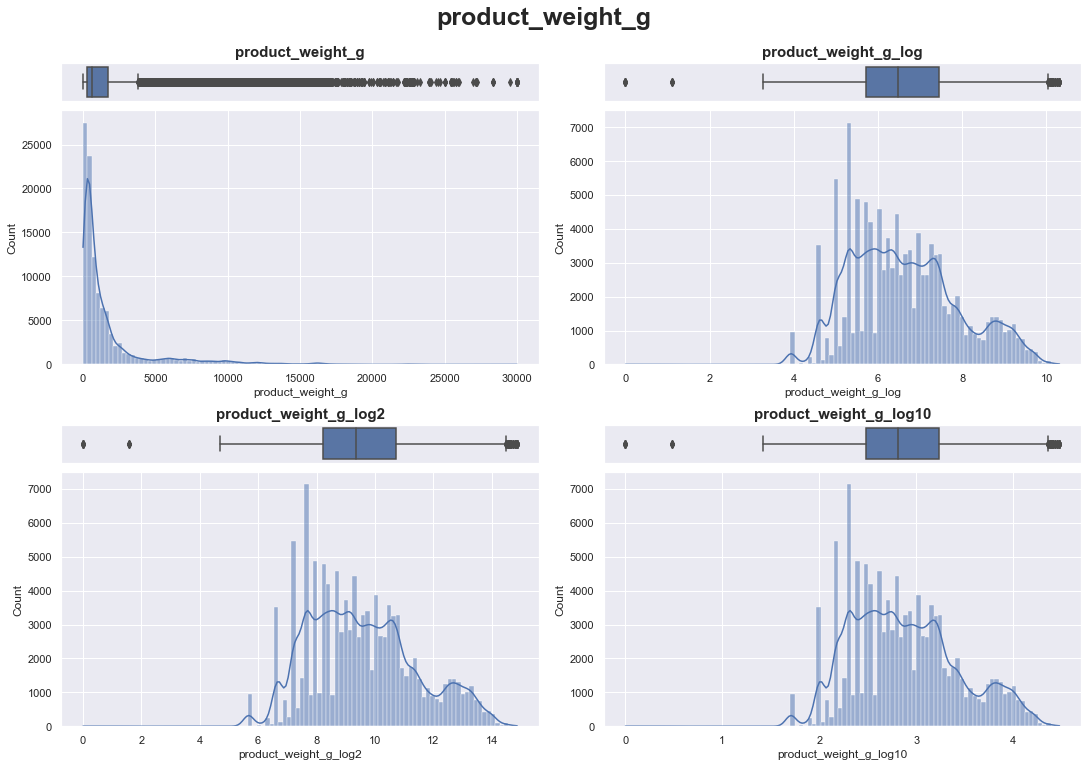 product_weight_g
product_weight_g
25000
20000
15000
10000
5000
0
Count
0 5000 10000 15000 20000 25000 30000
product_weight_g
product_weight_g_log
7000
6000
5000
4000
3000
2000
1000
0
Count
0 2 4 6 8 10
product_weight_g_log
product_weight_g_log2
7000
6000
5000
4000
3000
2000
1000
0
Count
0 2 4 6 8 10 12 14
product_weight_g_log2
product_weight_g_log10
7000
6000
5000
4000
3000
2000
1000
0
Count
0 1 2 3 4
product_weight_g_log10